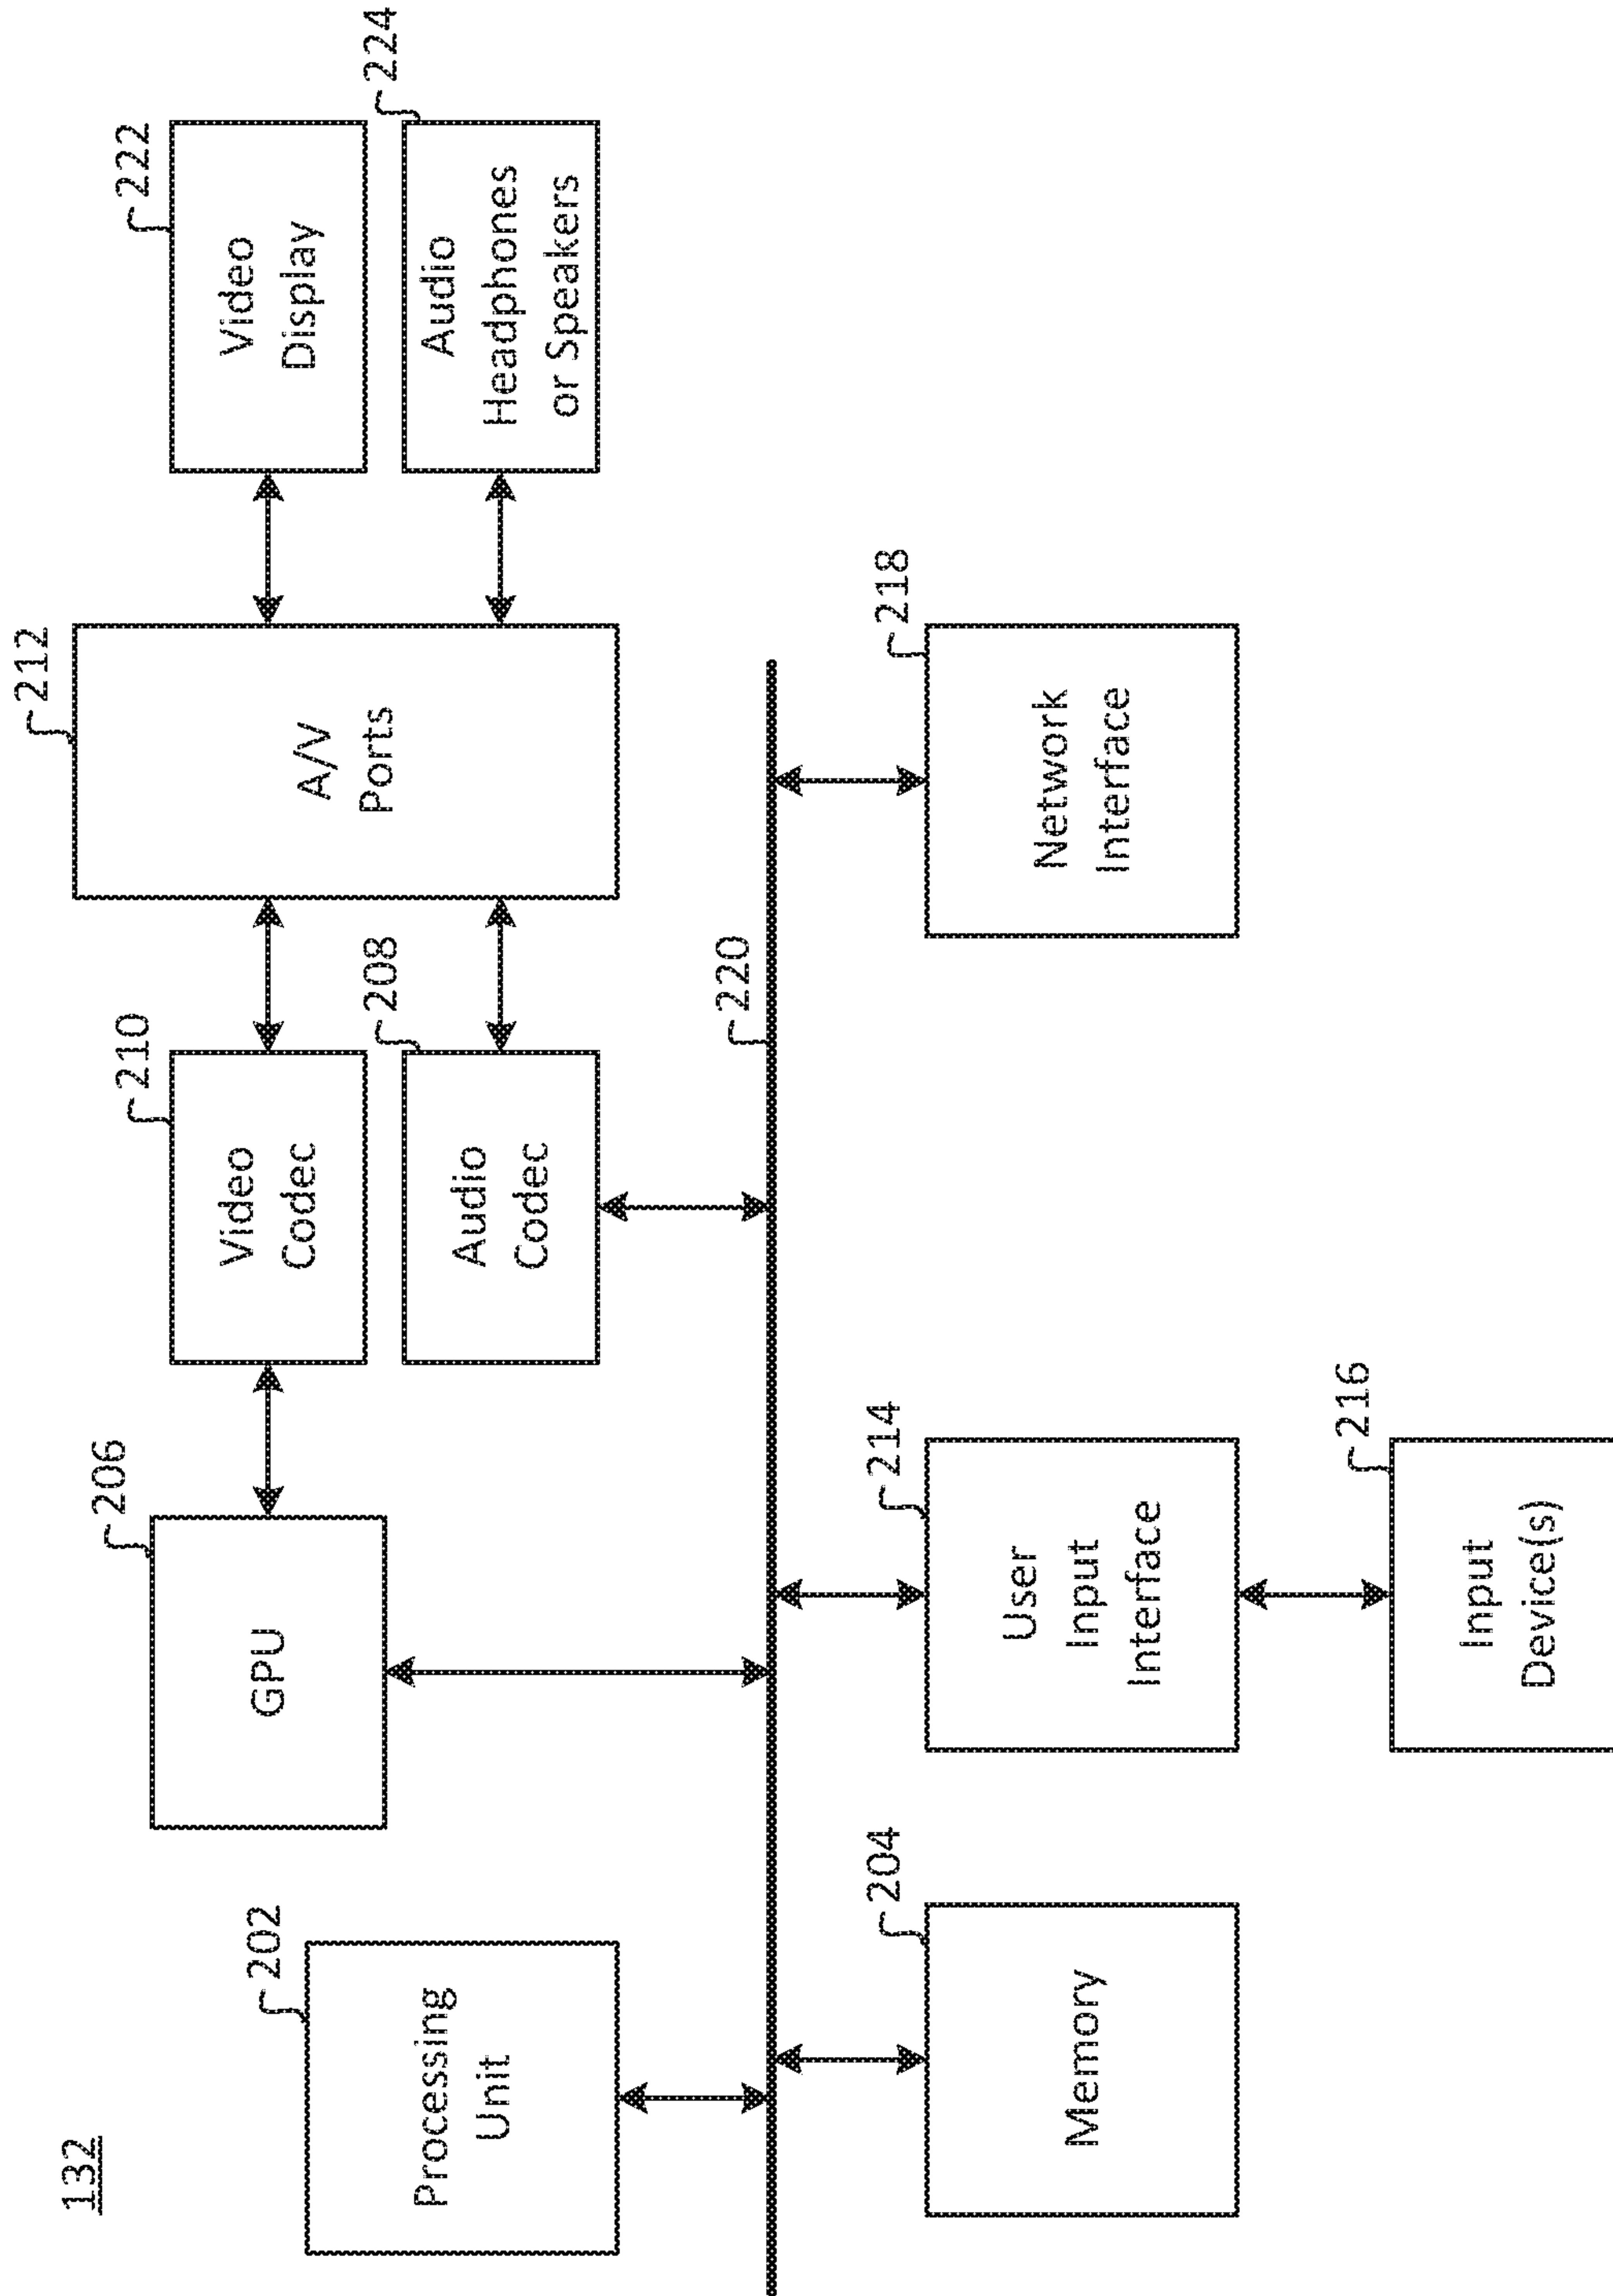 132
202
Processing
Unit
206
GPU
210
Video
Codec
208
Audio
Codec
212
A/V
Ports
222
Video
Display
224
Audio
Headphones
or Speakers
220
204
Memory
214
User
Input
Interface
216
Input
Device(s)
218
Network
Interface